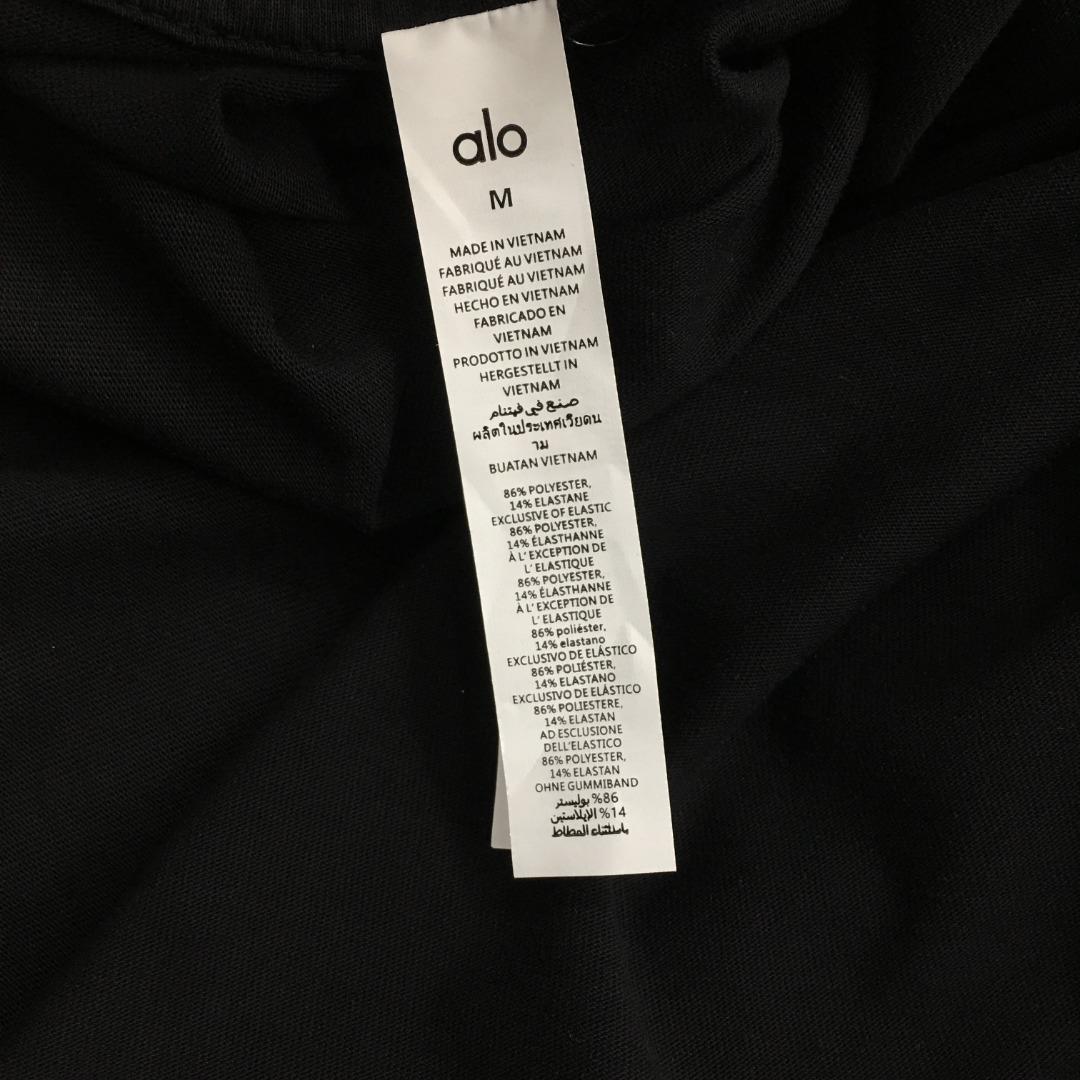 alo
M
MADE IN VIETNAM
FABRIQUÉ AU VIETNAM
FABRIQUÉ AU VIETNAM
HECHO EN VIETNAM
FABRICADO EN
VIETNAM
PRODOTTO IN VIETNAM
HERGESTELLT IN
VIETNAM
صنع في فيتنام
ผลิตในประเทศเวียดน
าม
BUATAN VIETNAM
86% POLYESTER,
14% ELASTANE
EXCLUSIVE OF ELASTIC
86% POLYESTER,
14% ÉLASTHANNE
À L' EXCEPTION DE
L' ELASTIQUE
86% POLYESTER,
14% ÉLASTHANNE
À L' EXCEPTION DE
L' ELASTIQUE
86% poliéster,
14% elastano
EXCLUSIVO DE ELÁSTICO
86% POLIÉSTER,
14% ELASTANO
EXCLUSIVO DE ELÁSTICO
86% POLIESTERE,
14% ELASTAN
AD ESCLUSIONE
DELL'ELASTICO
86% POLYESTER,
14% ELASTAN
OHNE GUMMIBAND
86% بوليستر
14% الإيلاستين
باستثناء المطاط